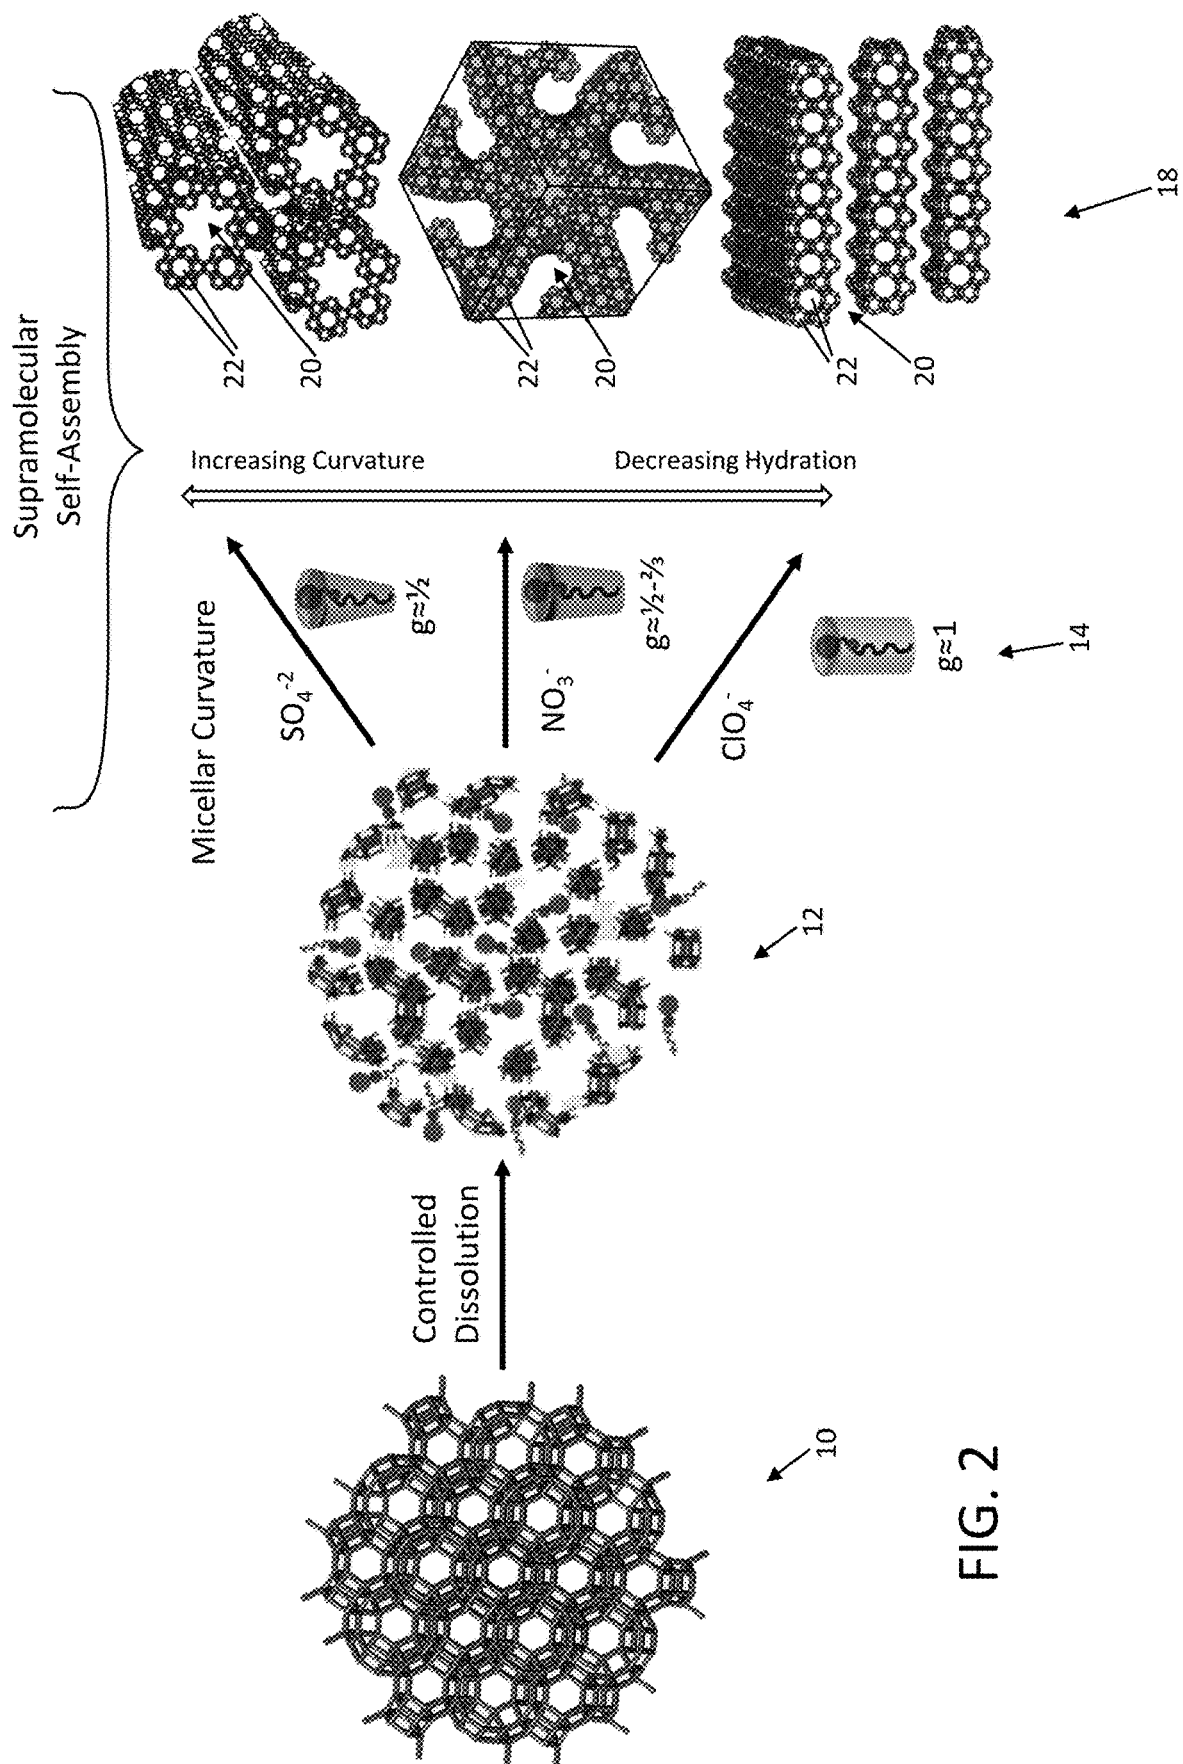 Supramolecular
Self-Assembly
Micellar Curvature
Increasing Curvature
Decreasing Hydration
Controlled
Dissolution
SO₄⁻²
g≈½
NO₃⁻
g≈½-⅔
ClO₄⁻
g≈1
22
20
22
20
22
20
10
12
14
18
FIG. 2